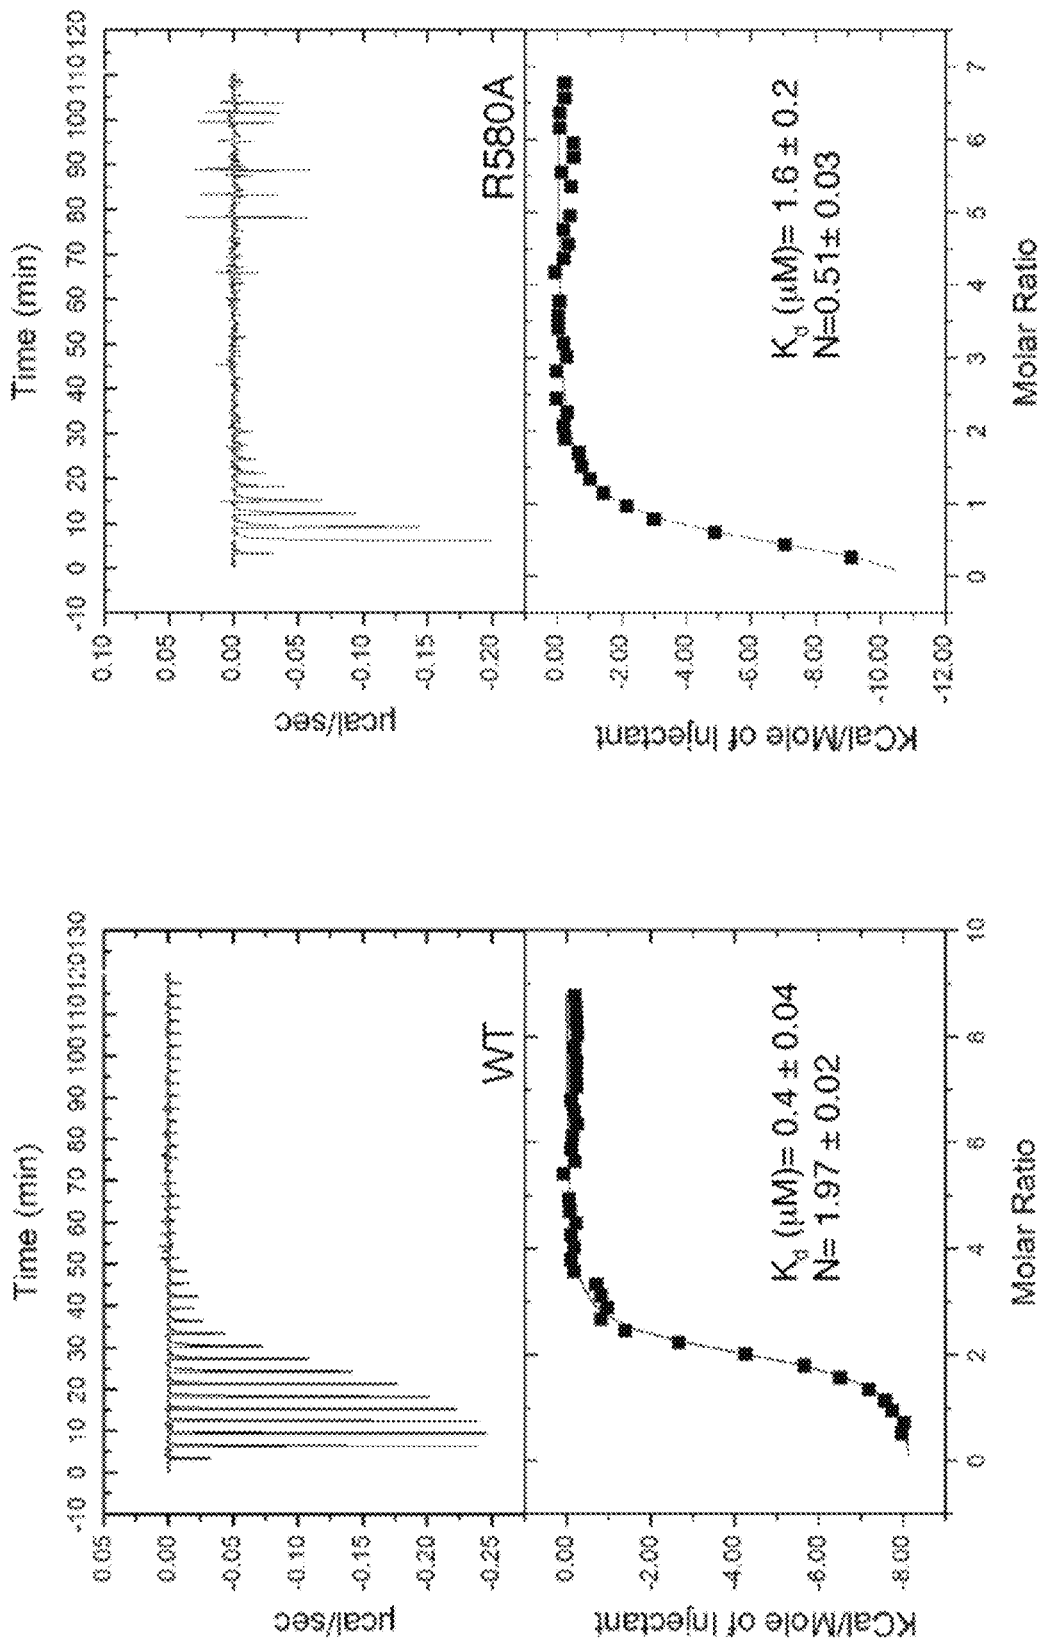 Time (min)
-10 0 10 20 30 40 50 60 70 80 90 100 110 120 130
0.05
0.00
-0.05
-0.10
-0.15
-0.20
-0.25
µcal/sec
WT
0.00
-2.00
-4.00
-6.00
-8.00
KCal/Mole of Injectant
K_d (µM)= 0.4 ± 0.04
N= 1.97 ± 0.02
0 2 4 6 8 10
Molar Ratio
Time (min)
-10 0 10 20 30 40 50 60 70 80 90 100 110 120
0.10
0.05
0.00
-0.05
-0.10
-0.15
-0.20
µcal/sec
R580A
0.00
-2.00
-4.00
-6.00
-8.00
-10.00
-12.00
KCal/Mole of Injectant
K_d (µM)= 1.6 ± 0.2
N=0.51± 0.03
0 1 2 3 4 5 6 7
Molar Ratio